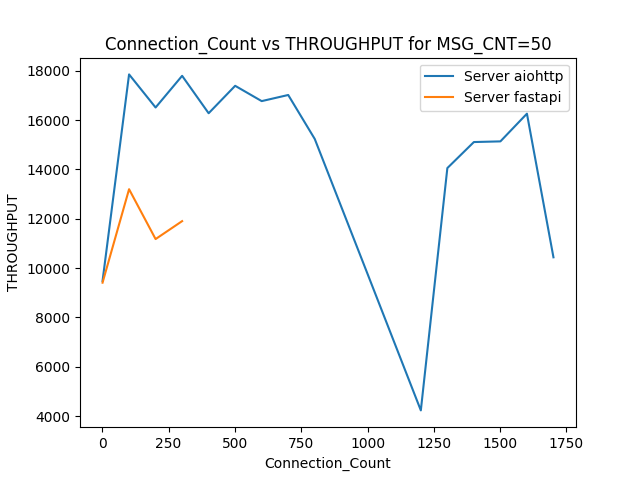 Connection_Count vs THROUGHPUT for MSG_CNT=50
Server aiohttp
Server fastapi
THROUGHPUT
18000
16000
14000
12000
10000
8000
6000
4000
0 250 500 750 1000 1250 1500 1750
Connection_Count